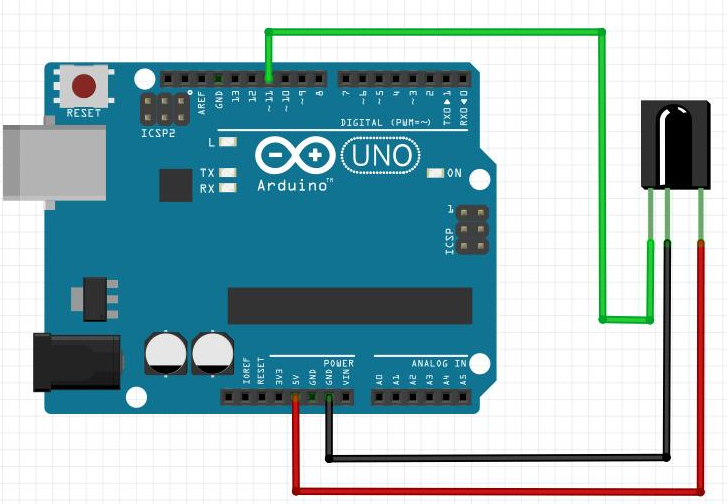 RESET
ICSP2
AREF
GND
13
12
~11
~10
~9
8
7
~6
~5
4
~3
2
TXO▶1
RXO◀0
DIGITAL (PWM=~)
L
TX
RX
Arduino™
UNO
ON
1
ICSP
POWER
ANALOG IN
IOREF
RESET
3V3
5V
GND
GND
VIN
A0
A1
A2
A3
A4
A5